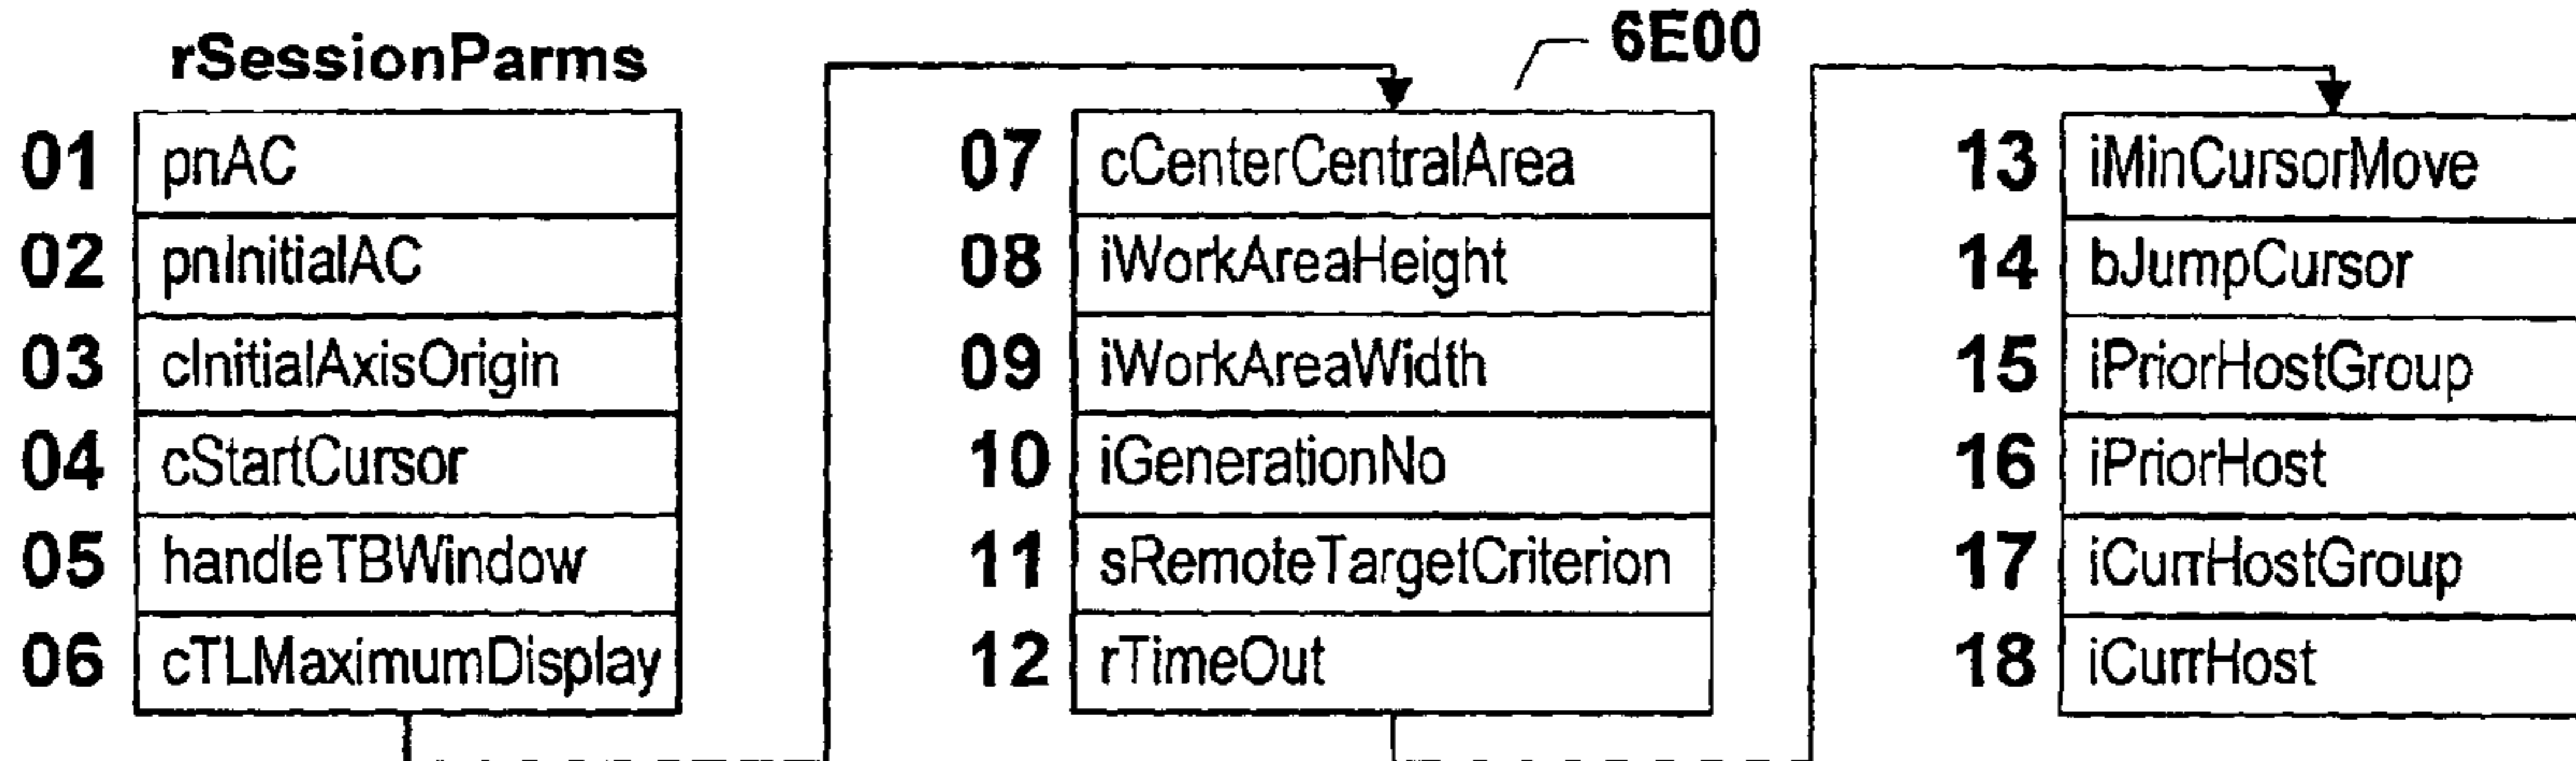 rSessionParms
01 pnAC
02 pnInitialAC
03 cInitialAxisOrigin
04 cStartCursor
05 handleTBWindow
06 cTLMaximumDisplay
6E00
07 cCenterCentralArea
08 iWorkAreaHeight
09 iWorkAreaWidth
10 iGenerationNo
11 sRemoteTargetCriterion
12 rTimeOut
13 iMinCursorMove
14 bJumpCursor
15 iPriorHostGroup
16 iPriorHost
17 iCurrHostGroup
18 iCurrHost